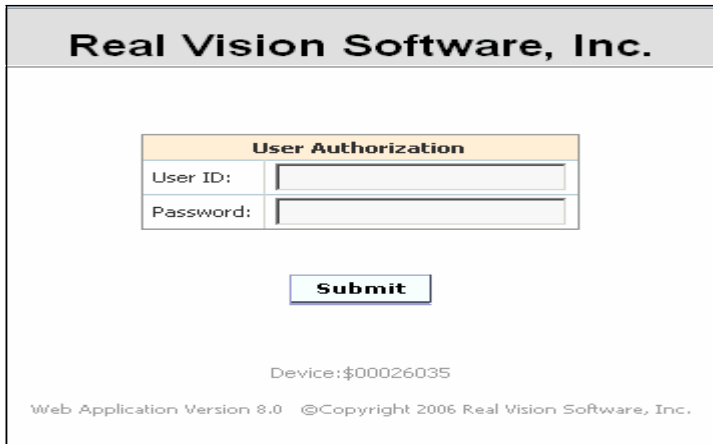 Real Vision Software, Inc.
User Authorization
User ID:
Password:
Submit
Device:$00026035
Web Application Version 8.0 ©Copyright 2006 Real Vision Software, Inc.